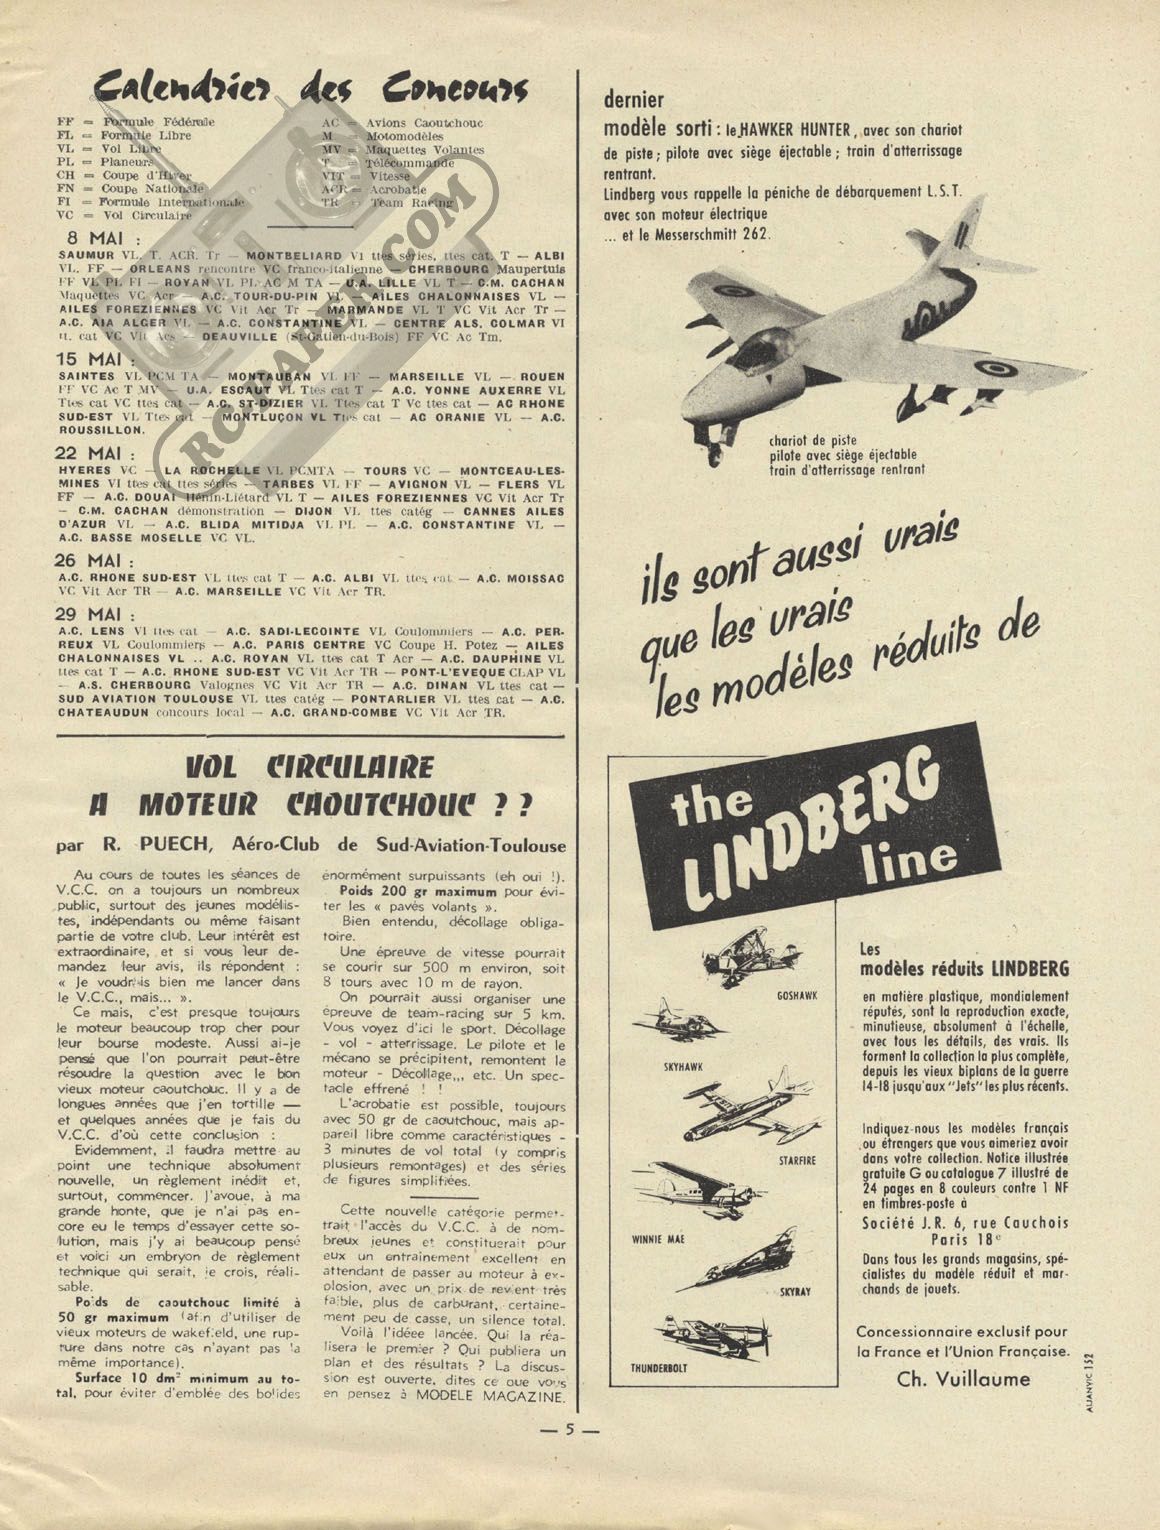 Calendrier des Concours
FF = Formule Fédérale
FL = Formule Libre
VL = Vol Libre
PL = Planeurs
CH = Coupe d'Hiver
FN = Coupe Nationale
FI = Formule Internationale
VC = Vol Circulaire
AC = Avions Caoutchouc
M = Motomodèles
MV = Maquettes Volantes
T = Télécommande
VIT = Vitesse
ACR = Acrobatie
TR = Team Racing
8 MAI :
SAUMUR VL. T. ACR. Tr — MONTBELIARD VI ttes séries, ttes cat. T — ALBI
VL. FF — ORLEANS rencontre VC franco-italienne — CHERBOURG Maupertuis
FF VL PL FI — ROYAN VL PL AC M TA — U.A. LILLE VL T — C.M. CACHAN
Maquettes VC Acr — A.C. TOUR-DU-PIN VL — AILES CHALONNAISES VL —
AILES FOREZIENNES VC Vit Acr Tr — MARMANDE VL T VC Vit Acr Tr —
A.C. AIA ALGER VL — A.C. CONSTANTINE VL — CENTRE ALS. COLMAR VI
tt. cat VC Vit Acs — DEAUVILLE (St-Gatien-du-Bois) FF VC Ac Tm.
15 MAI :
SAINTES VL PCM TA — MONTAUBAN VL FF — MARSEILLE VL — ROUEN
FF VC Ac T MV — U.A. ESCAUT VL Ttes cat T — A.C. YONNE AUXERRE VL
Ttes cat VC ttes cat — A.C. ST-DIZIER VL Ttes cat T Vc ttes cat — AC RHONE
SUD-EST VL Ttes cat — MONTLUÇON VL Ttes cat — AC ORANIE VL — A.C.
ROUSSILLON.
22 MAI :
HYERES VC — LA ROCHELLE VL PCMTA — TOURS VC — MONTCEAU-LES-
MINES VI ttes cat ttes séries — TARBES VL FF — AVIGNON VL — FLERS VL
FF — A.C. DOUAI Hénin-Liétard VL T — AILES FOREZIENNES VC Vit Acr Tr
— C.M. CACHAN démonstration — DIJON VL ttes catég — CANNES AILES
D'AZUR VL — A.C. BLIDA MITIDJA VL PL — A.C. CONSTANTINE VL —
A.C. BASSE MOSELLE VC VL.
26 MAI :
A.C. RHONE SUD-EST VL ttes cat T — A.C. ALBI VL ttes cat — A.C. MOISSAC
VC Vit Acr TR — A.C. MARSEILLE VC Vit Acr TR.
29 MAI :
A.C. LENS VI ttes cat — A.C. SADI-LECOINTE VL Coulommiers — A.C. PER-
REUX VL Coulommiers — A.C. PARIS CENTRE VC Coupe H. Potez — AILES
CHALONNAISES VL .. A.C. ROYAN VL ttes cat T Acr — A.C. DAUPHINE VL
ttes cat T — A.C. RHONE SUD-EST VC Vit Acr TR — PONT-L'EVEQUE CLAP VL
— A.S. CHERBOURG Valognes VC Vit Acr TR — A.C. DINAN VL ttes cat —
SUD AVIATION TOULOUSE VL ttes catég — PONTARLIER VL ttes cat — A.C.
CHATEAUDUN concours local — A.C. GRAND-COMBE VC Vit Acr TR.
VOL CIRCULAIRE
A MOTEUR CAOUTCHOUC ? ?
par R. PUECH, Aéro-Club de Sud-Aviation-Toulouse
Au cours de toutes les séances de
V.C.C. on a toujours un nombreux
public, surtout des jeunes modélis-
tes, indépendants ou même faisant
partie de votre club. Leur intérêt est
extraordinaire, et si vous leur de-
mandez leur avis, ils répondent :
« Je voudrais bien me lancer dans
le V.C.C., mais... ».
Ce mais, c'est presque toujours
le moteur beaucoup trop cher pour
leur bourse modeste. Aussi ai-je
pensé que l'on pourrait peut-être
résoudre la question avec le bon
vieux moteur caoutchouc. Il y a de
longues années que j'en tortille —
et quelques années que je fais du
V.C.C. d'où cette conclusion :
Evidemment, il faudra mettre au
point une technique absolument
nouvelle, un règlement inédit et,
surtout, commencer. J'avoue, à ma
grande honte, que je n'ai pas en-
core eu le temps d'essayer cette so-
lution, mais j'y ai beaucoup pensé
et voici un embryon de règlement
technique qui serait, je crois, réali-
sable.
Poids de caoutchouc limité à
50 gr maximum (afin d'utiliser de
vieux moteurs de wakefield, une rup-
ture dans notre cas n'ayant pas la
même importance).
Surface 10 dm² minimum au to-
tal, pour éviter d'emblée des bolides
énormément surpuissants (eh oui !).
Poids 200 gr maximum pour évi-
ter les « pavés volants ».
Bien entendu, décollage obliga-
toire.
Une épreuve de vitesse pourrait
se courir sur 500 m environ, soit
8 tours avec 10 m de rayon.
On pourrait aussi organiser une
épreuve de team-racing sur 5 km.
Vous voyez d'ici le sport. Décollage
- vol - atterrissage. Le pilote et le
mécano se précipitent, remontent le
moteur - Décollage,,, etc. Un spec-
tacle effréné ! !
L'acrobatie est possible, toujours
avec 50 gr de caoutchouc, mais ap-
pareil libre comme caractéristiques -
3 minutes de vol total (y compris
plusieurs remontages) et des séries
de figures simplifiées.
Cette nouvelle catégorie permet-
trait l'accès du V.C.C. à de nom-
breux jeunes et constituerait pour
eux un entrainement excellent en
attendant de passer au moteur à ex-
plosion, avec un prix de revient très
faible, plus de carburant, certaine-
ment peu de casse, un silence total.
Voilà l'idéee lancée. Qui la réa-
lisera le premier ? Qui publiera un
plan et des résultats ? La discus-
sion est ouverte, dites ce que vous
en pensez à MODELE MAGAZINE.
— 5 —
dernier
modèle sorti : le HAWKER HUNTER, avec son chariot
de piste ; pilote avec siège éjectable ; train d'atterrissage
rentrant.
Lindberg vous rappelle la péniche de débarquement L.S.T.
avec son moteur électrique
... et le Messerschmitt 262.
chariot de piste
pilote avec siège éjectable
train d'atterrissage rentrant
ils sont aussi vrais
que les vrais
les modèles réduits de
the
LINDBERG
line
GOSHAWK
SKYHAWK
STARFIRE
WINNIE MAE
SKYRAY
THUNDERBOLT
Les
modèles réduits LINDBERG
en matière plastique, mondialement
réputés, sont la reproduction exacte,
minutieuse, absolument à l'échelle,
avec tous les détails, des vrais. Ils
forment la collection la plus complète,
depuis les vieux biplans de la guerre
14-18 jusqu'aux "Jets" les plus récents.
Indiquez-nous les modèles français
ou étrangers que vous aimeriez avoir
dans votre collection. Notice illustrée
gratuite G ou catalogue 7 illustré de
24 pages en 8 couleurs contre 1 NF
en timbres-poste à
Société J.R. 6, rue Cauchois
Paris 18e
Dans tous les grands magasins, spé-
cialistes du modèle réduit et mar-
chands de jouets.
Concessionnaire exclusif pour
la France et l'Union Française.
Ch. Vuillaume
ALJANVIC 152
RCPAPER.COM